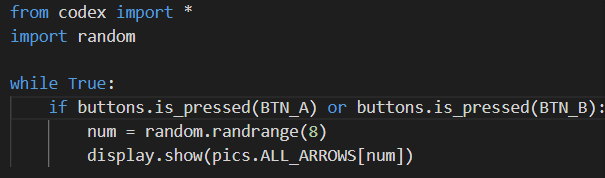 from codex import *
import random

while True:
    if buttons.is_pressed(BTN_A) or buttons.is_pressed(BTN_B):
        num = random.randrange(8)
        display.show(pics.ALL_ARROWS[num])